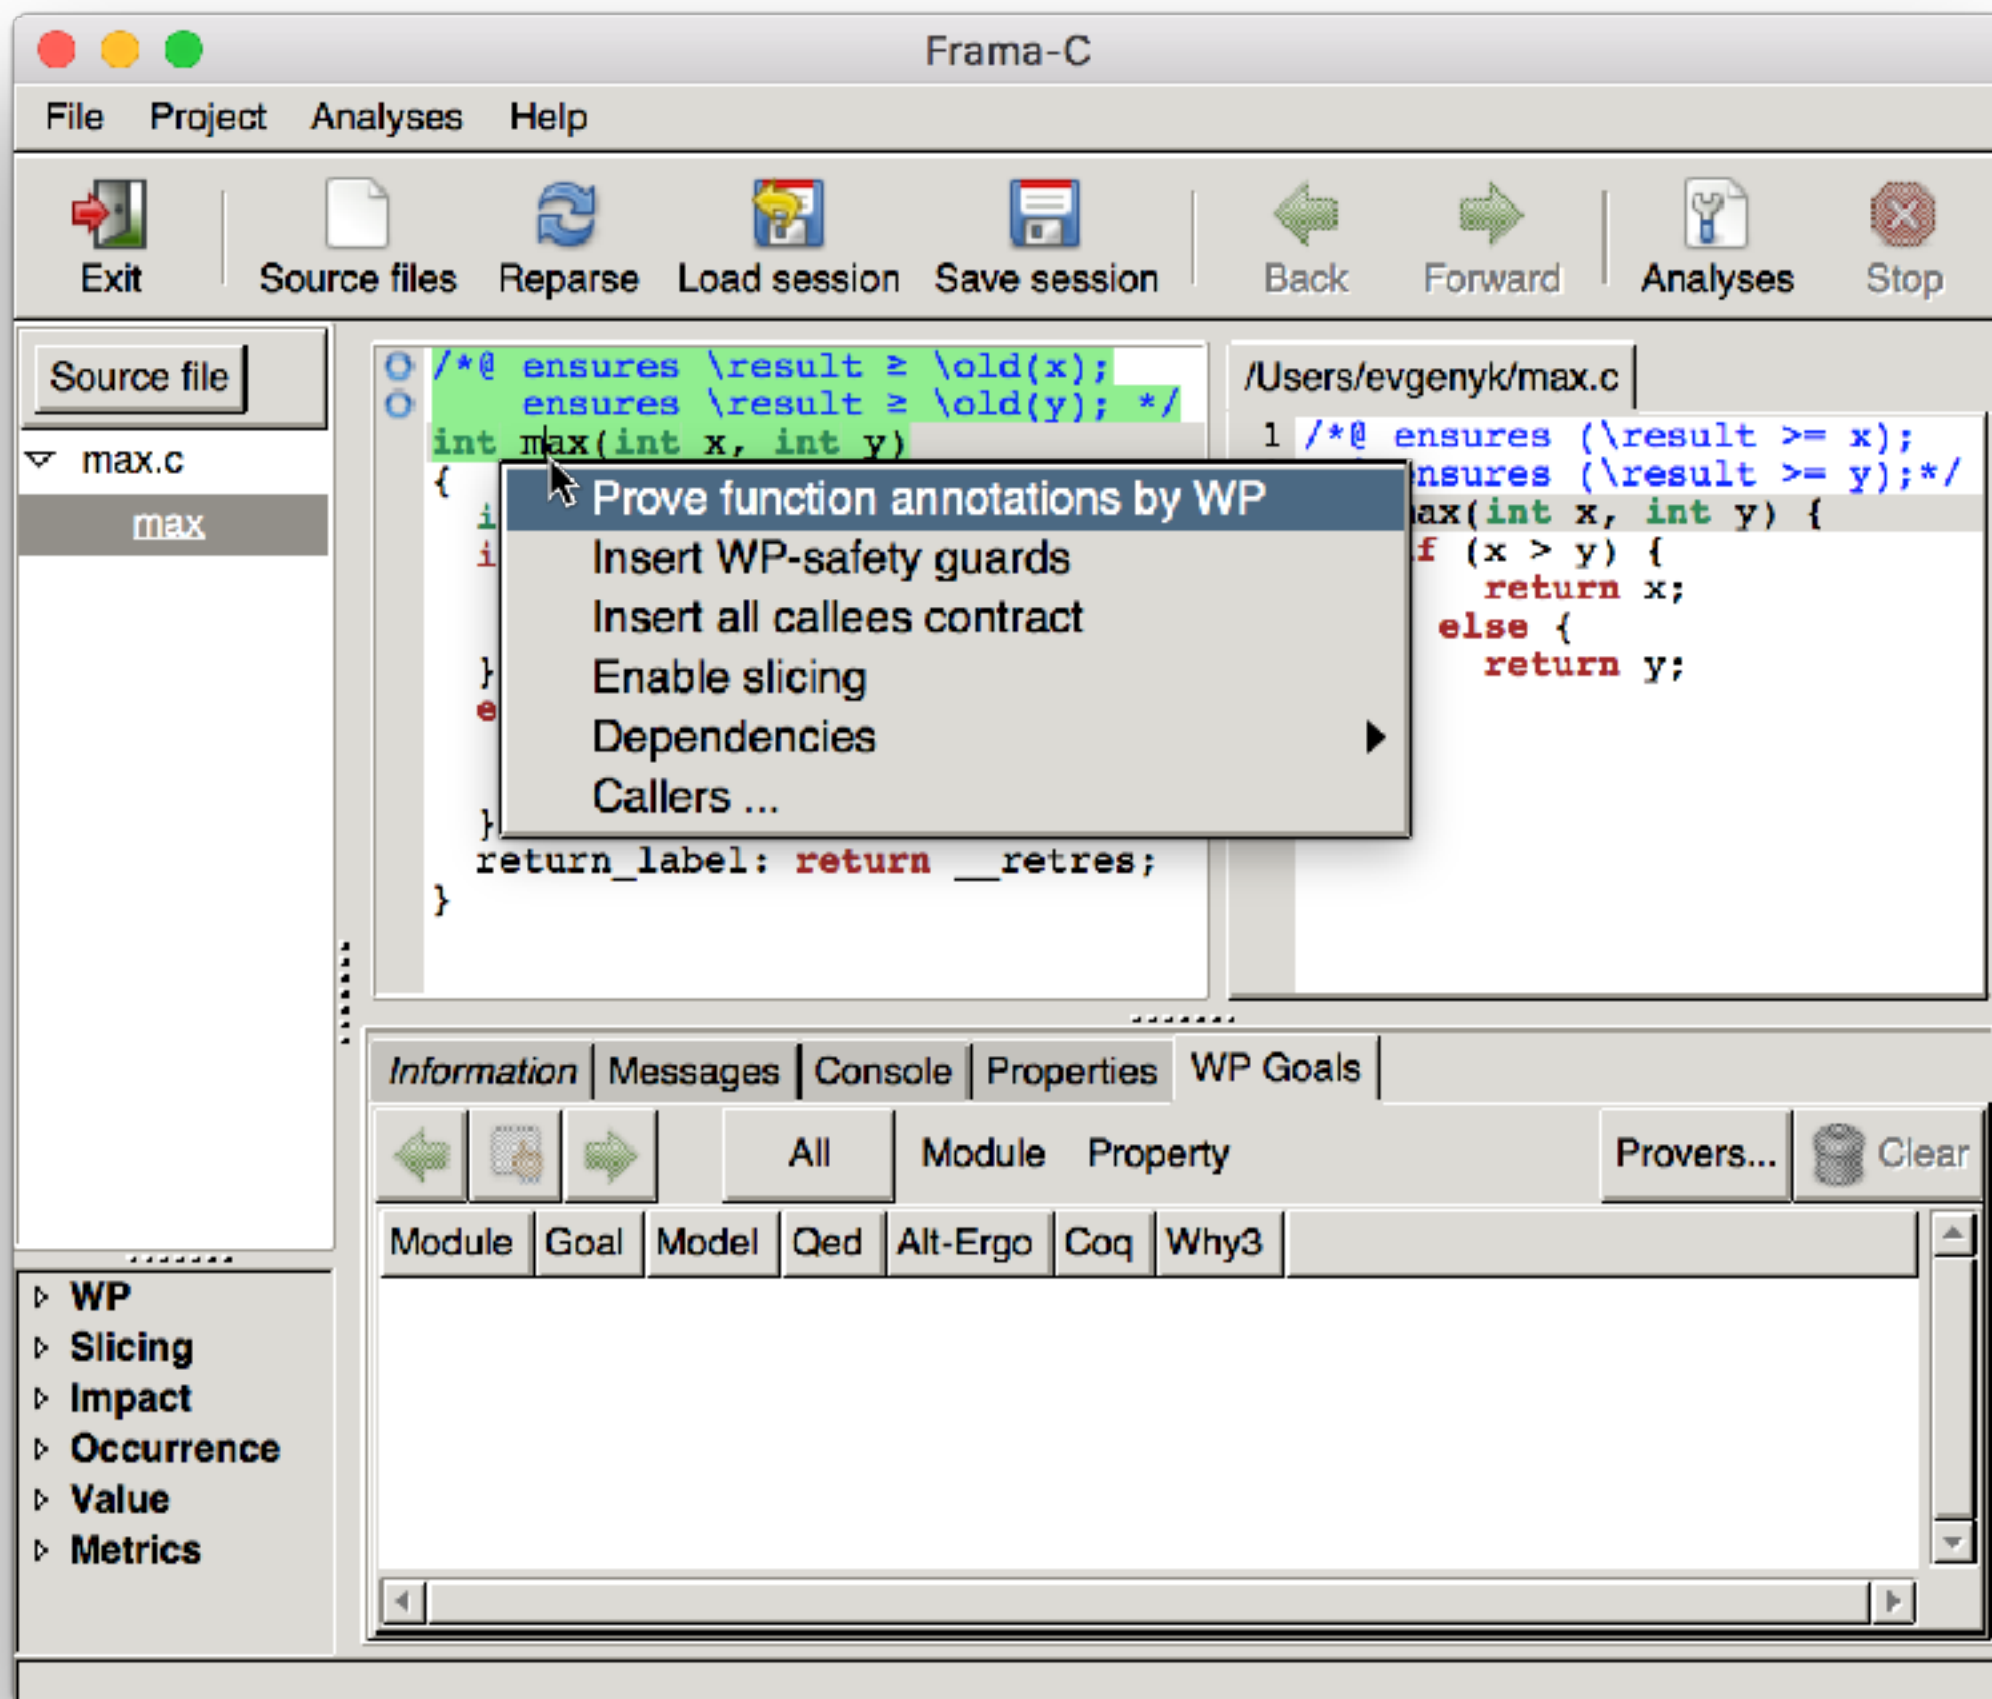 Frama-C
File Project Analyses Help
Exit Source files Reparse Load session Save session Back Forward Analyses Stop
Source file
max.c
max
/*@ ensures \result ≥ \old(x);
ensures \result ≥ \old(y); */
int max(int x, int y)
{
i
i
}
e
}
return_label: return __retres;
}
Prove function annotations by WP
Insert WP-safety guards
Insert all callees contract
Enable slicing
Dependencies
Callers ...
/Users/evgenyk/max.c
1 /*@ ensures (\result >= x);
ensures (\result >= y);*/
max(int x, int y) {
if (x > y) {
return x;
else {
return y;
Information Messages Console Properties WP Goals
All Module Property Provers... Clear
Module Goal Model Qed Alt-Ergo Coq Why3
WP
Slicing
Impact
Occurrence
Value
Metrics